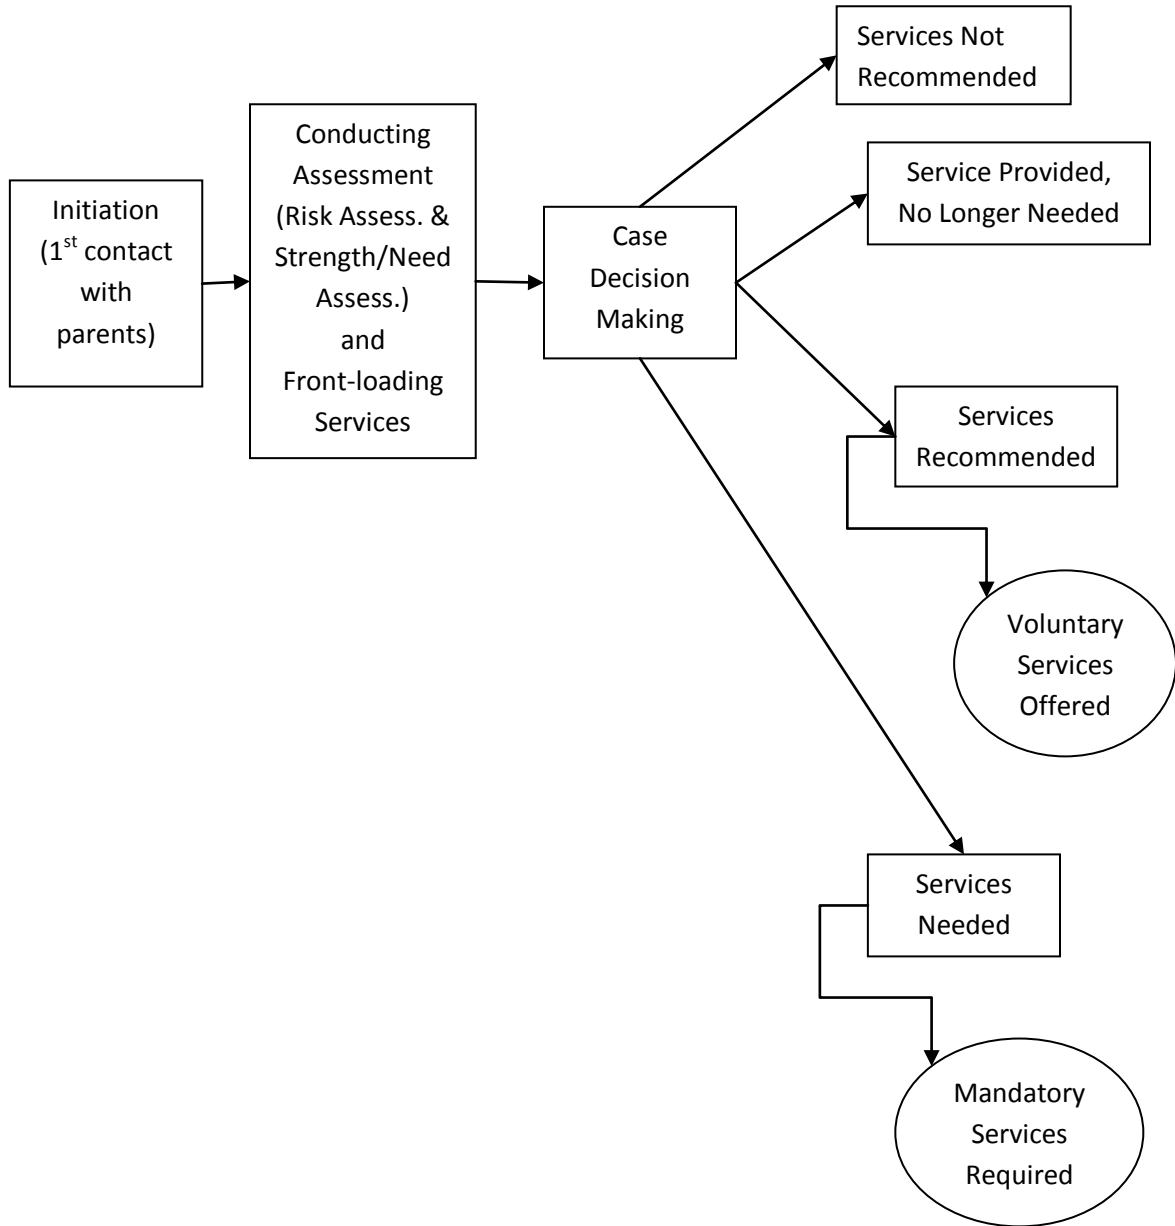 Initiation
(1st contact
with
parents)
Conducting
Assessment
(Risk Assess. &
Strength/Need
Assess.)
and
Front-loading
Services
Case
Decision
Making
Services Not
Recommended
Service Provided,
No Longer Needed
Services
Recommended
Voluntary
Services
Offered
Services
Needed
Mandatory
Services
Required